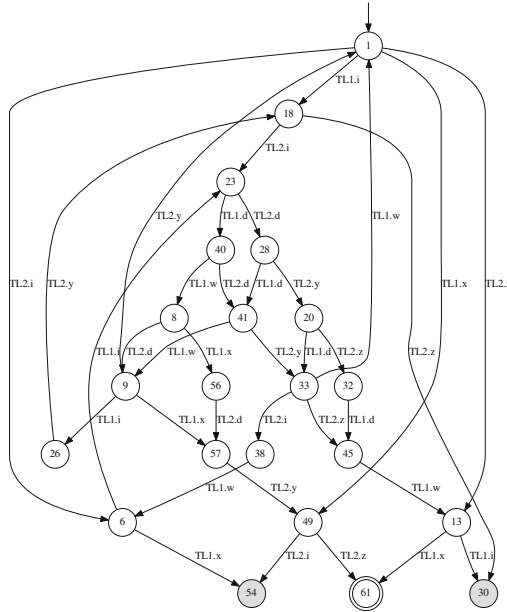 1
TL1.i
18
TL2.i
23
TL2.y
TL1.d
TL2.d
TL1.w
40
28
TL2.i
TL2.y
TL1.w
TL2.d
TL1.d
TL2.y
TL1.x
8
41
20
TL1.i
TL2.d
TL1.w
TL1.x
TL2.y
TL1.d
TL2.z
TL2.z
9
56
33
32
TL1.i
TL1.x
TL2.d
TL2.i
TL2.z
TL1.d
26
57
38
45
TL1.w
TL2.y
TL1.w
6
49
13
TL1.x
TL2.i
TL2.z
TL1.x
TL1.i
54
61
30